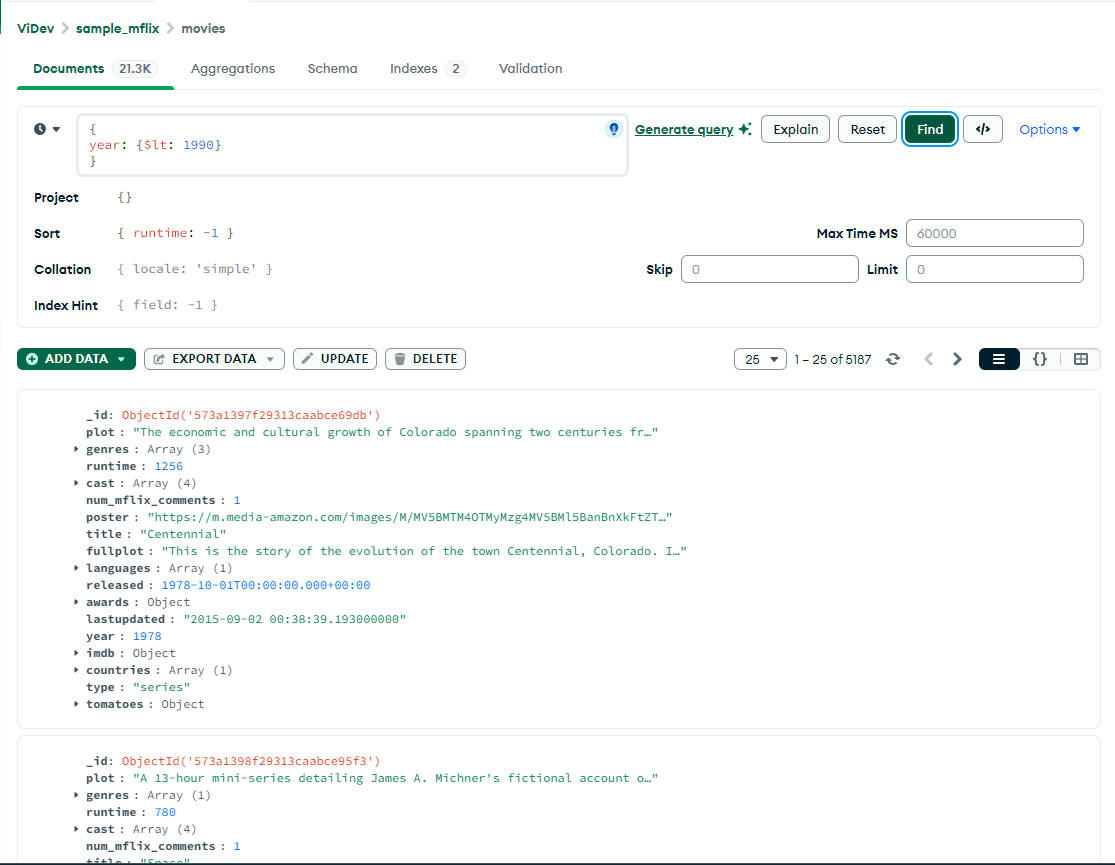 ViDev > sample_mflix > movies
Documents 21.3K Aggregations Schema Indexes 2 Validation
{
year: {$lt: 1990}
}
Generate query Explain Reset Find </> Options
Project {}
Sort { runtime: -1 } Max Time MS 60000
Collation { locale: 'simple' } Skip 0 Limit 0
Index Hint { field: -1 }
ADD DATA EXPORT DATA UPDATE DELETE 25 1 – 25 of 5187 {}
_id: ObjectId('573a1397f29313caabce69db')
plot : "The economic and cultural growth of Colorado spanning two centuries fr…"
genres : Array (3)
runtime : 1256
cast : Array (4)
num_mflix_comments : 1
poster : "https://m.media-amazon.com/images/M/MV5BMTM4OTMyMzg4MV5BMl5BanBnXkFtZT…"
title : "Centennial"
fullplot : "This is the story of the evolution of the town Centennial, Colorado. I…"
languages : Array (1)
released : 1978-10-01T00:00:00.000+00:00
awards : Object
lastupdated : "2015-09-02 00:38:39.193000000"
year : 1978
imdb : Object
countries : Array (1)
type : "series"
tomatoes : Object
_id: ObjectId('573a1398f29313caabce95f3')
plot : "A 13-hour mini-series detailing James A. Michner's fictional account o…"
genres : Array (1)
runtime : 780
cast : Array (4)
num_mflix_comments : 1
title : "Space"